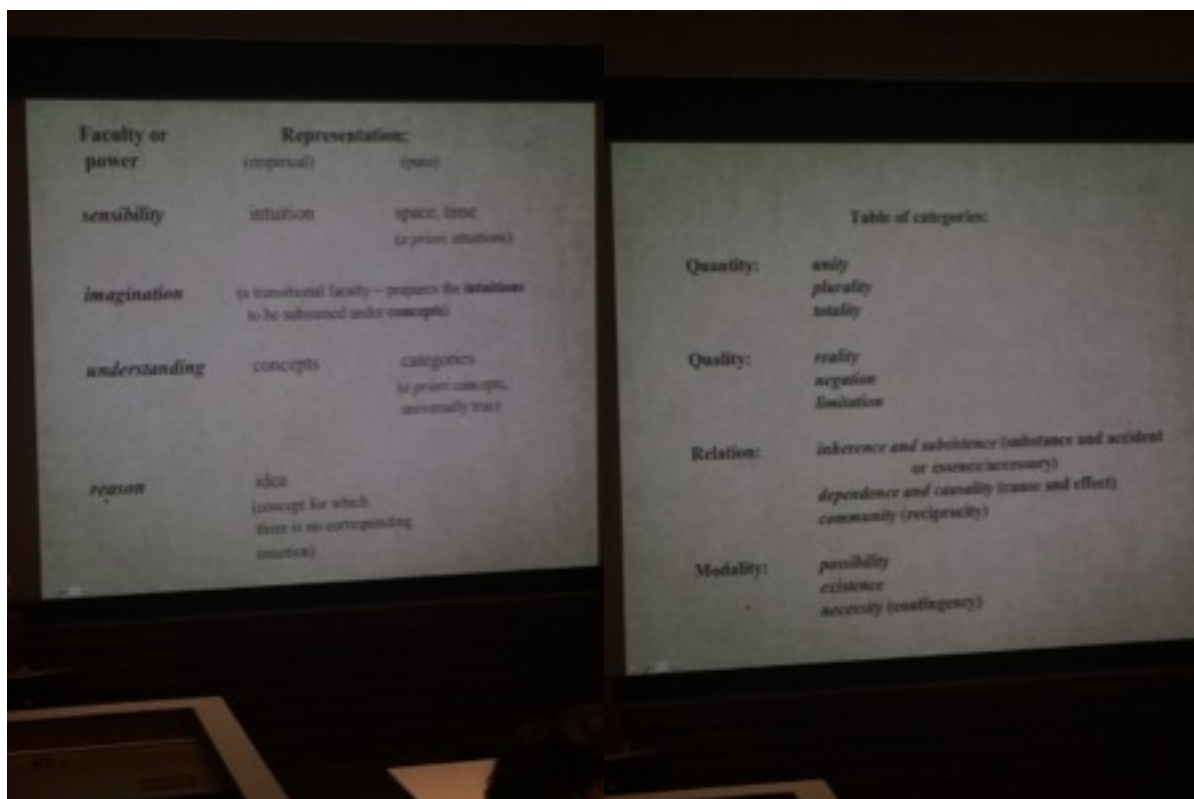 Faculty or Representation:
power (empirical) (pure)
sensibility intuition space, time
(a priori intuitions)
imagination (a transitional faculty – prepares the intuitions
to be subsumed under concepts)
understanding concepts categories
(a priori concepts,
universally true)
reason idea
(concept for which
there is no corresponding
intuition)
Table of categories:
Quantity: unity
plurality
totality
Quality: reality
negation
limitation
Relation: inherence and subsistence (substance and accident
or essence/accessory)
dependence and causality (cause and effect)
community (reciprocity)
Modality: possibility
existence
necessity (contingency)